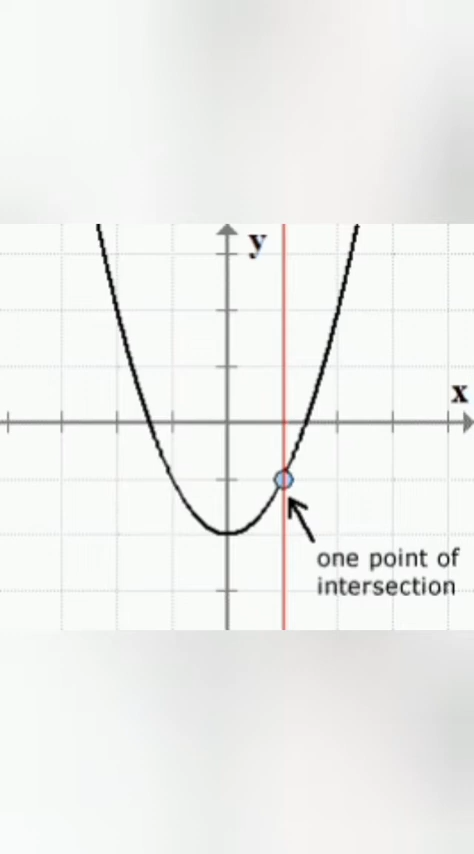 y
x
one point of
intersection